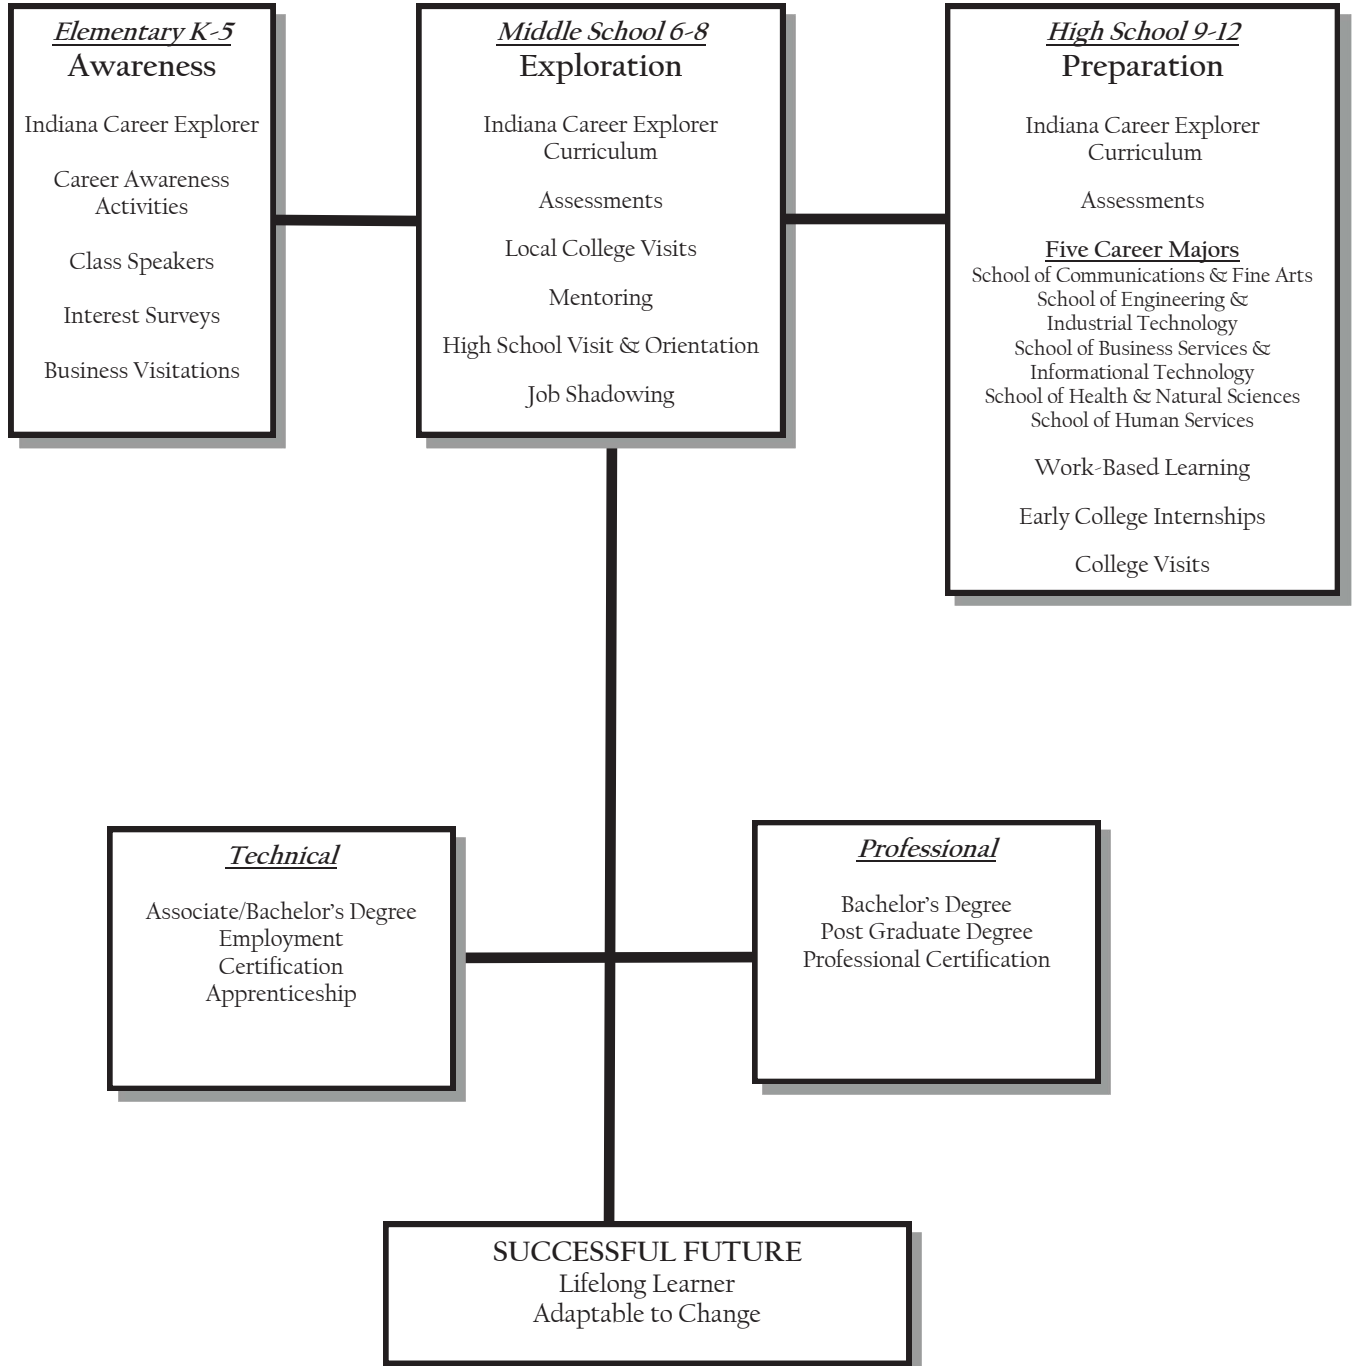 Elementary K-5
Awareness
Indiana Career Explorer
Career Awareness
Activities
Class Speakers
Interest Surveys
Business Visitations
Middle School 6-8
Exploration
Indiana Career Explorer
Curriculum
Assessments
Local College Visits
Mentoring
High School Visit & Orientation
Job Shadowing
High School 9-12
Preparation
Indiana Career Explorer
Curriculum
Assessments
Five Career Majors
School of Communications & Fine Arts
School of Engineering &
Industrial Technology
School of Business Services &
Informational Technology
School of Health & Natural Sciences
School of Human Services
Work-Based Learning
Early College Internships
College Visits
Technical
Associate/Bachelor's Degree
Employment
Certification
Apprenticeship
Professional
Bachelor's Degree
Post Graduate Degree
Professional Certification
SUCCESSFUL FUTURE
Lifelong Learner
Adaptable to Change